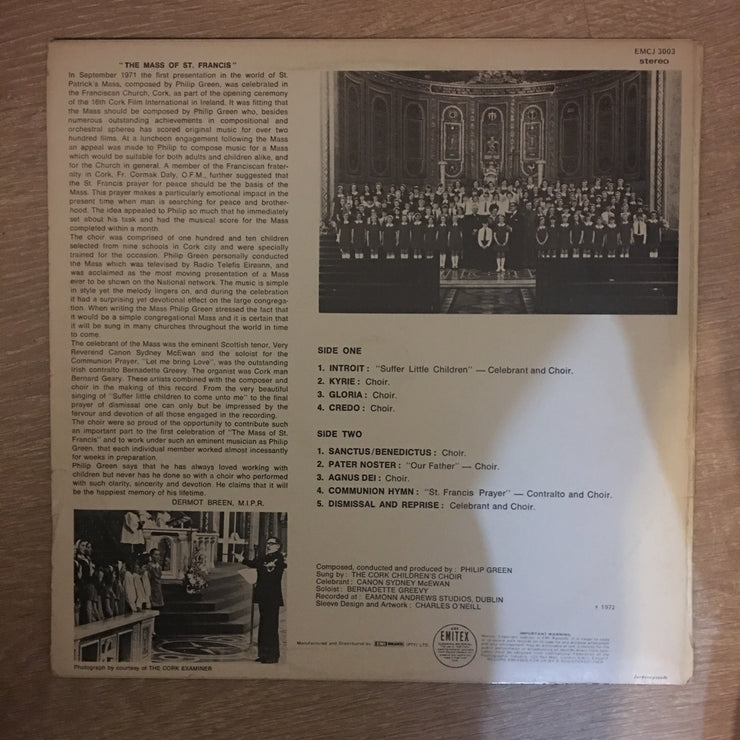 EMCJ 3003
stereo
"THE MASS OF ST. FRANCIS"
In September 1971 the first presentation in the world of St.
Patrick's Mass, composed by Philip Green, was celebrated in
the Franciscan Church, Cork, as part of the opening ceremony
of the 16th Cork Film International in Ireland. It was fitting that
the Mass should be composed by Philip Green who, besides
numerous outstanding achievements in compositional and
orchestral spheres has scored original music for over two
hundred films. At a luncheon engagement following the Mass
an appeal was made to Philip to compose music for a Mass
which would be suitable for both adults and children alike, and
for the Church in general. A member of the Franciscan frater-
nity in Cork, Fr. Cormak Daly, O.F.M., further suggested that
the St. Francis prayer for peace should be the basis of the
Mass. This prayer makes a particularly emotional impact in the
present time when man is searching for peace and brother-
hood. The idea appealed to Philip so much that he immediately
set about his task and had the musical score for the Mass
completed within a month.
The choir was comprised of one hundred and ten children
selected from nine schools in Cork city and were specially
trained for the occasion. Philip Green personally conducted
the Mass which was televised by Radio Telefis Eireann, and
was acclaimed as the most moving presentation of a Mass
ever to be shown on the National network. The music is simple
in style yet the melody lingers on, and during the celebration
it had a surprising yet devotional effect on the large congrega-
tion. When writing the Mass Philip Green stressed the fact that
it would be a simple congregational Mass and it is certain that
it will be sung in many churches throughout the world in time
to come.
The celebrant of the Mass was the eminent Scottish tenor, Very
Reverend Canon Sydney McEwan and the soloist for the
Communion Prayer, "Let me bring Love", was the outstanding
Irish contralto Bernadette Greevy. The organist was Cork man
Bernard Geary. These artists combined with the composer and
choir in the making of this record. From the very beautiful
singing of "Suffer little children to come unto me" to the final
prayer of dismissal one can only but be impressed by the
fervour and devotion of all those engaged in the recording.
The choir were so proud of the opportunity to contribute such
an important part to the first celebration of "The Mass of St.
Francis" and to work under such an eminent musician as Philip
Green, that each individual member worked almost incessantly
for weeks in preparation.
Philip Green says that he has always loved working with
children but never has he done so with a choir who performed
with such clarity, sincerity and devotion. He claims that it will
be the happiest memory of his lifetime.
DERMOT BREEN, M.I.P.R.
Photograph by courtesy of THE CORK EXAMINER
SIDE ONE
1. INTROIT: "Suffer Little Children" — Celebrant and Choir.
2. KYRIE: Choir.
3. GLORIA: Choir.
4. CREDO: Choir.
SIDE TWO
1. SANCTUS/BENEDICTUS: Choir.
2. PATER NOSTER: "Our Father" — Choir.
3. AGNUS DEI: Choir.
4. COMMUNION HYMN: "St. Francis Prayer" — Contralto and Choir.
5. DISMISSAL AND REPRISE: Celebrant and Choir.
Composed, conducted and produced by: PHILIP GREEN
Sung by: THE CORK CHILDREN'S CHOIR
Celebrant: CANON SYDNEY McEWAN
Soloist: BERNADETTE GREEVY
Recorded at: EAMONN ANDREWS STUDIOS, DUBLIN
Sleeve Design and Artwork: CHARLES O'NEILL
1972
Manufactured and Distributed by EMI (PTY) LTD.
EMITEX
IMPORTANT WARNING